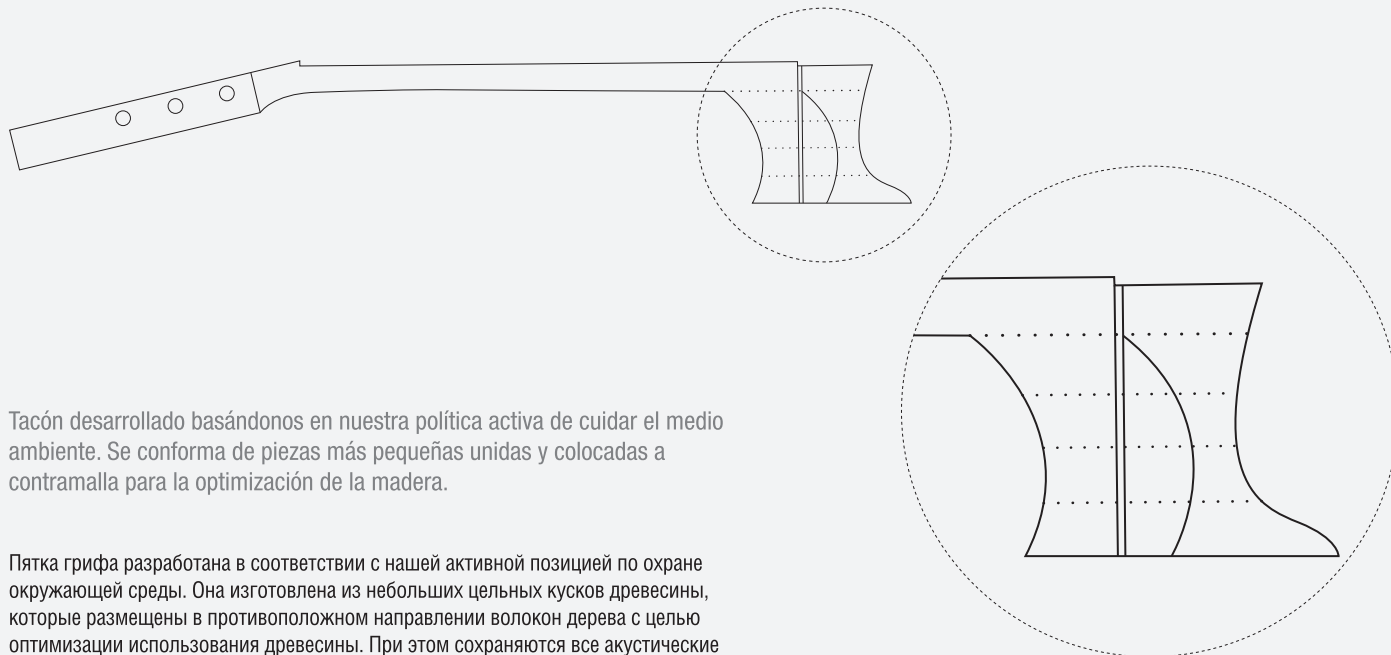 Tacón desarrollado basándonos en nuestra política activa de cuidar el medio
ambiente. Se conforma de piezas más pequeñas unidas y colocadas a
contramalla para la optimización de la madera.
Пятка грифа разработана в соответствии с нашей активной позицией по охране
окружающей среды. Она изготовлена из небольших цельных кусков древесины,
которые размещены в противоположном направлении волокон дерева с целью
оптимизации использования древесины. При этом сохраняются все акустические